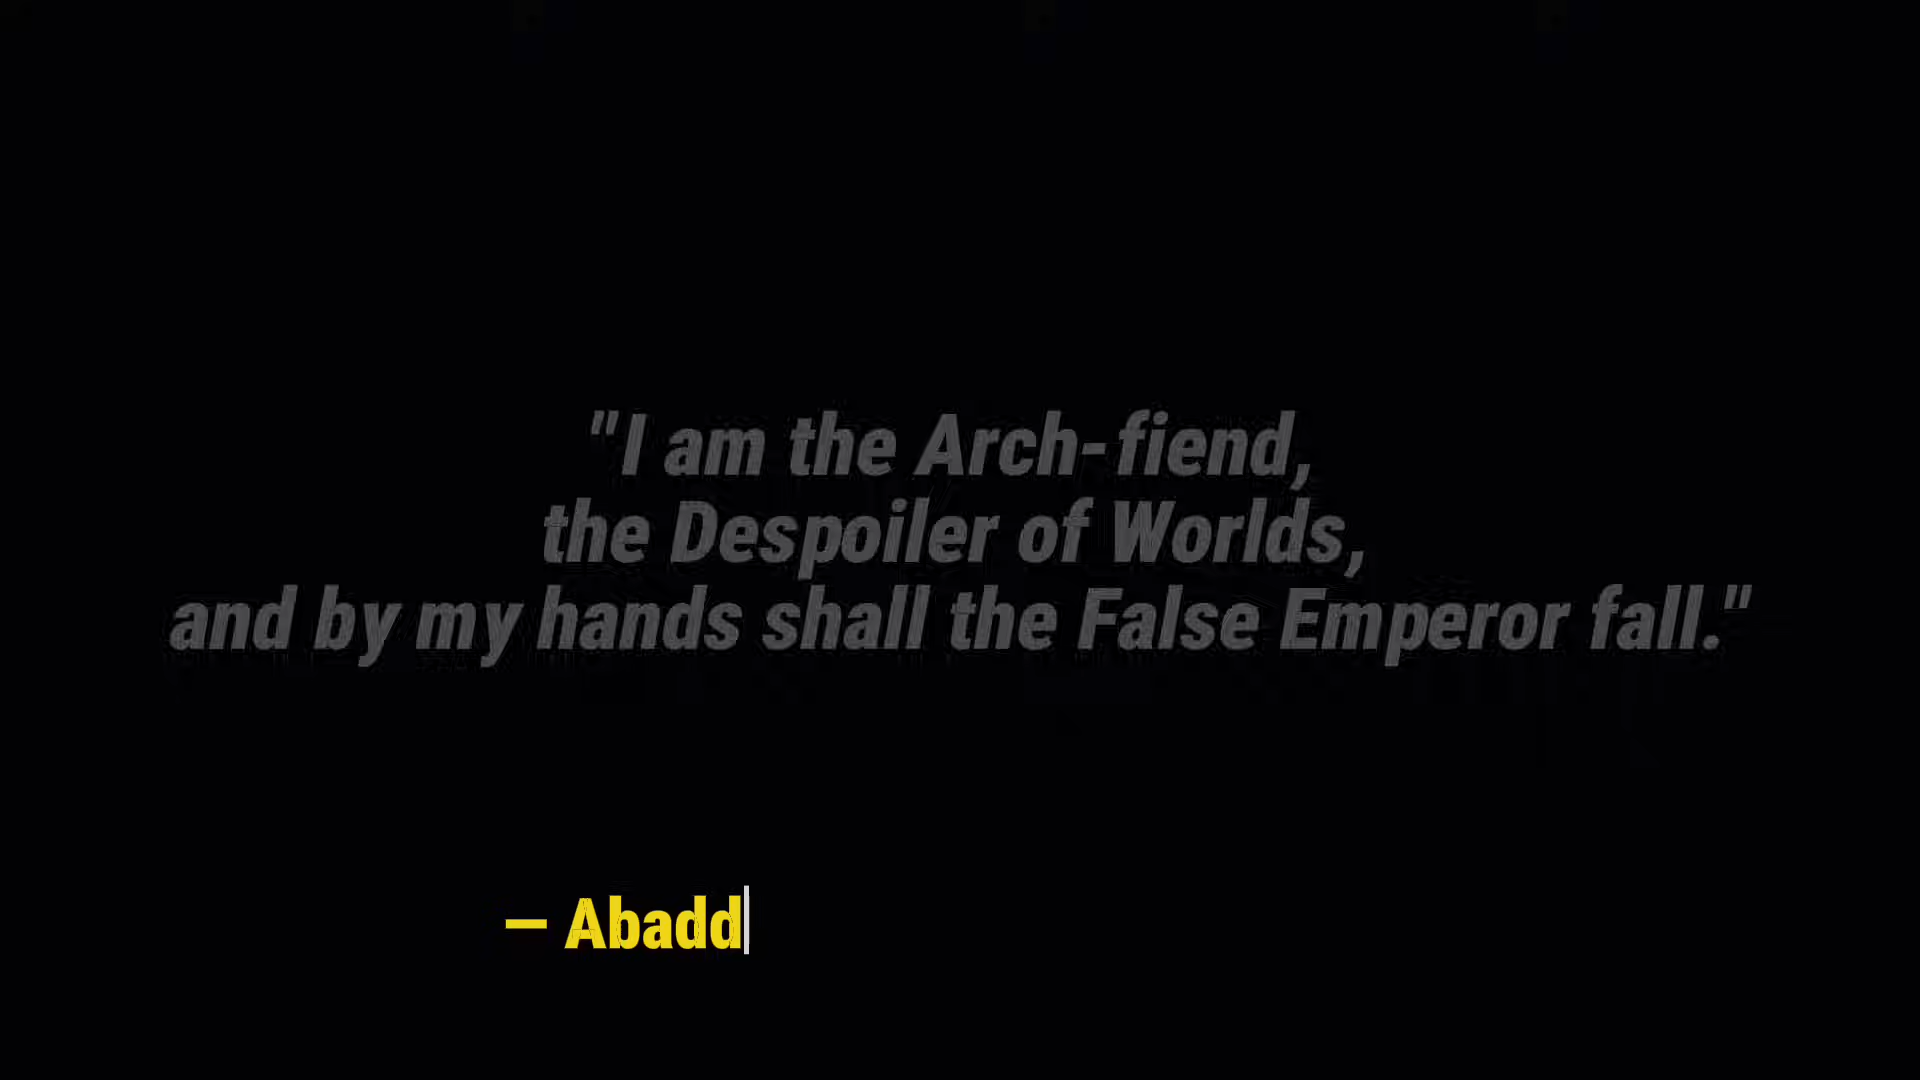 "I am the Arch-fiend,
the Despoiler of Worlds,
and by my hands shall the False Emperor fall."
— Abadd